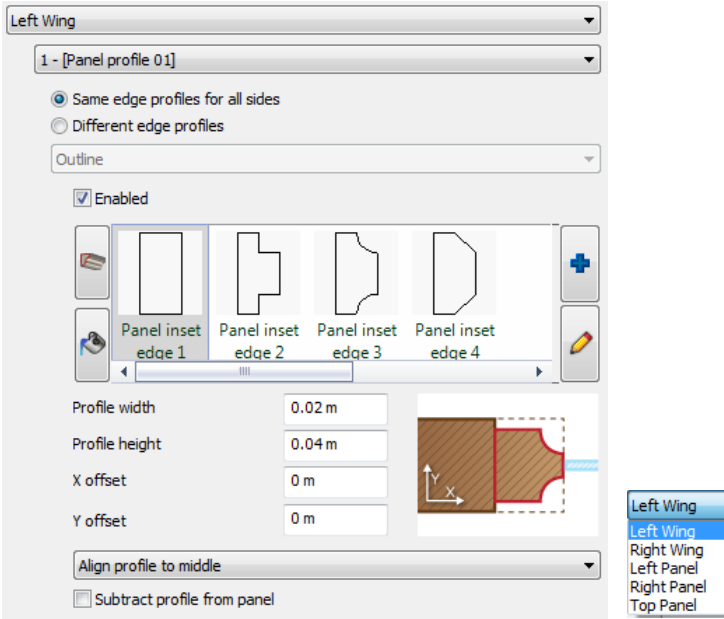 Left Wing
1 - [Panel profile 01]
Same edge profiles for all sides
Different edge profiles
Outline
Enabled
Panel inset edge 1
Panel inset edge 2
Panel inset edge 3
Panel inset edge 4
Profile width 0.02 m
Profile height 0.04 m
X offset 0 m
Y offset 0 m
Y
X
Align profile to middle
Subtract profile from panel
Left Wing
Left Wing
Right Wing
Left Panel
Right Panel
Top Panel